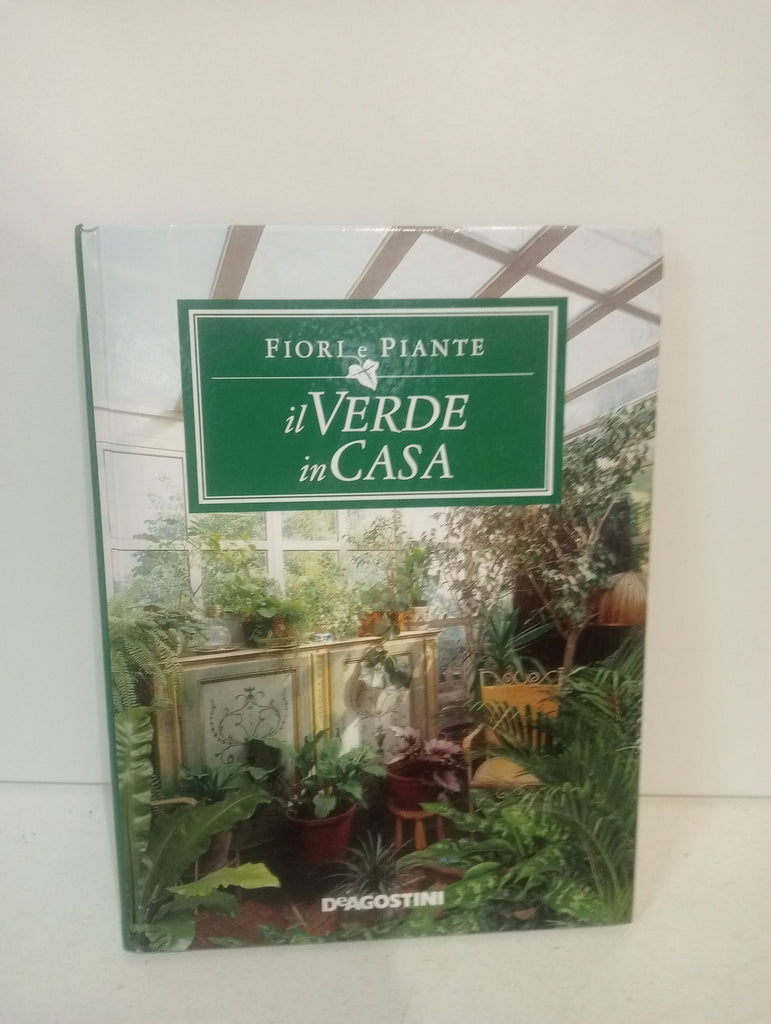 FIORI e PIANTE
il VERDE
in CASA
DeAGOSTINI